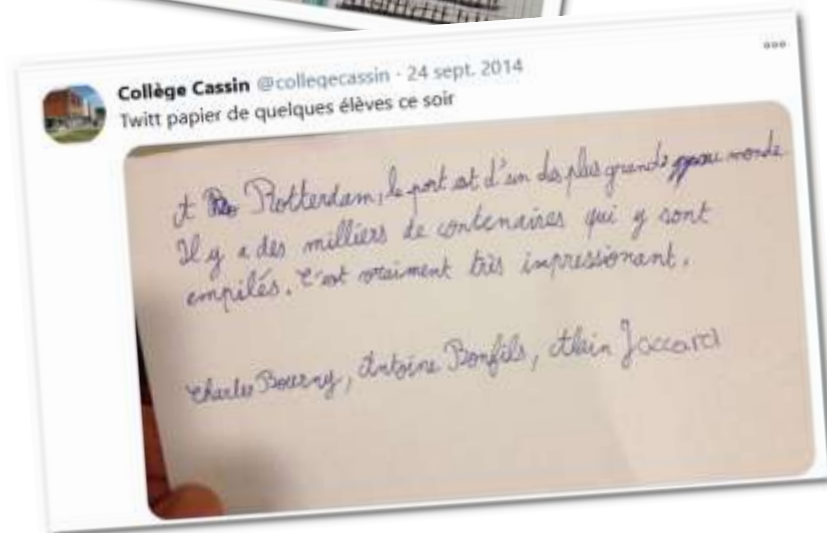 Collège Cassin @collegecassin · 24 sept. 2014
Twitt papier de quelques élèves ce soir
A Rotterdam, le port est d'un des plus grands au monde
Il y a des milliers de contenaires qui y sont
empilés. C'est vraiment très impressionant.
Charles Bourny, Antoine Bonfils, Alain Jaccard